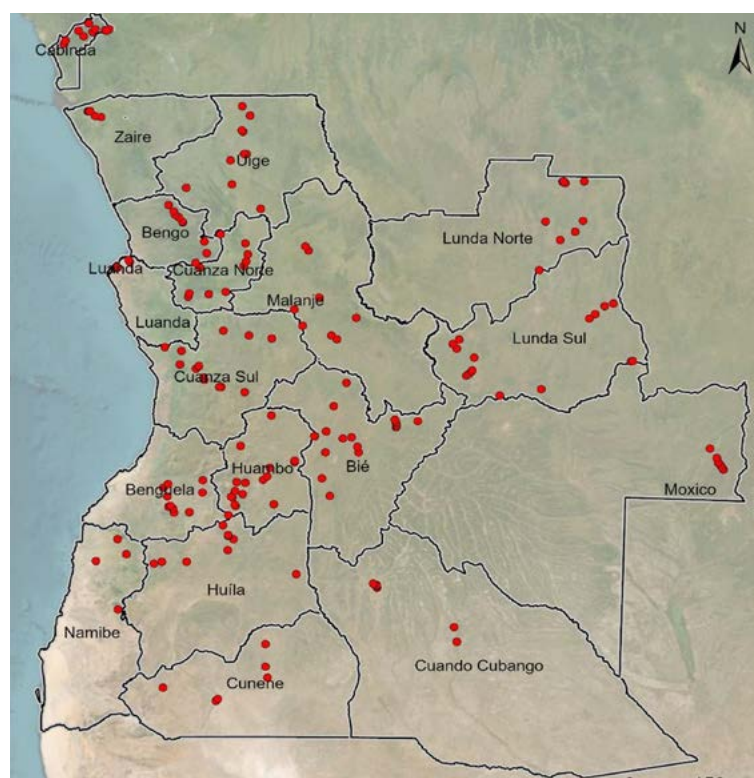 N
Cabinda
Zaire
Uíge
Bengo
Lunda Norte
Luanda
Cuanza Norte
Malanje
Luanda
Lunda Sul
Cuanza Sul
Huambo
Bié
Benguela
Moxico
Huíla
Namibe
Cuando Cubango
Cunene